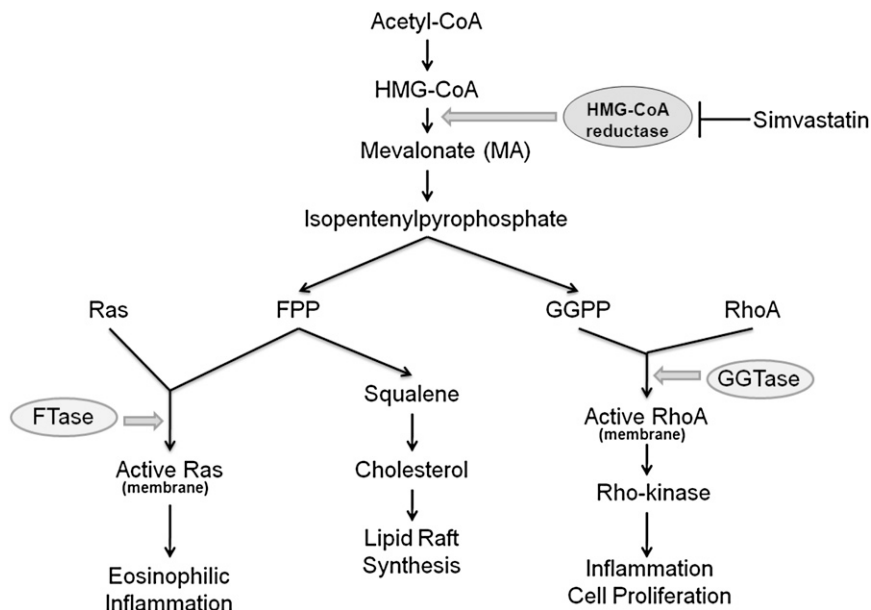 Acetyl-CoA
HMG-CoA
HMG-CoA
reductase
Simvastatin
Mevalonate (MA)
Isopentenylpyrophosphate
Ras
FPP
GGPP
RhoA
GGTase
Squalene
FTase
Active RhoA
(membrane)
Active Ras
(membrane)
Cholesterol
Rho-kinase
Lipid Raft
Synthesis
Eosinophilic
Inflammation
Inflammation
Cell Proliferation